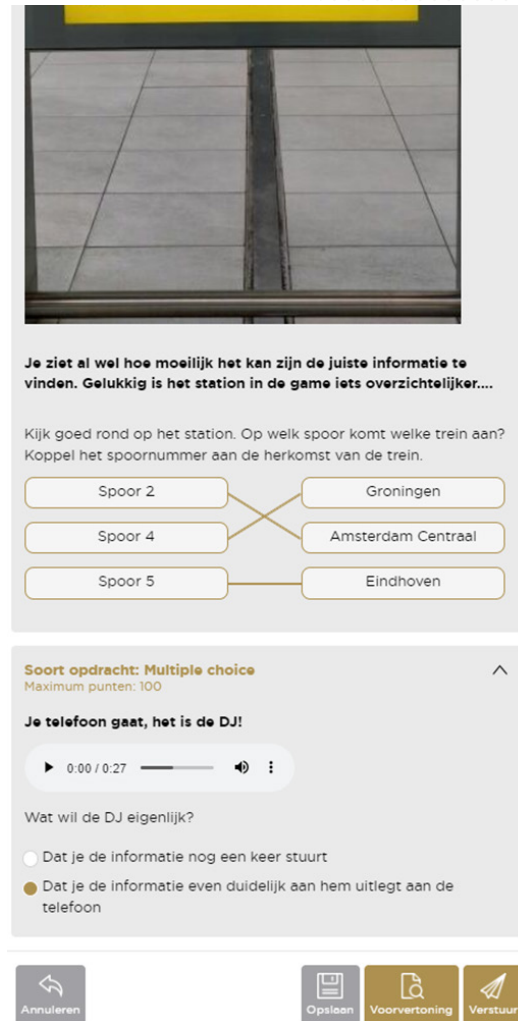 Je ziet al wel hoe moeilijk het kan zijn de juiste informatie te
vinden. Gelukkig is het station in de game iets overzichtelijker....
Kijk goed rond op het station. Op welk spoor komt welke trein aan?
Koppel het spoornummer aan de herkomst van de trein.
Spoor 2
Groningen
Spoor 4
Amsterdam Centraal
Spoor 5
Eindhoven
Soort opdracht: Multiple choice
Maximum punten: 100
Je telefoon gaat, het is de DJ!
0:00 / 0:27
Wat wil de DJ eigenlijk?
Dat je de informatie nog een keer stuurt
Dat je de informatie even duidelijk aan hem uitlegt aan de
telefoon
Annuleren
Opslaan
Voorvertoning
Verstuur